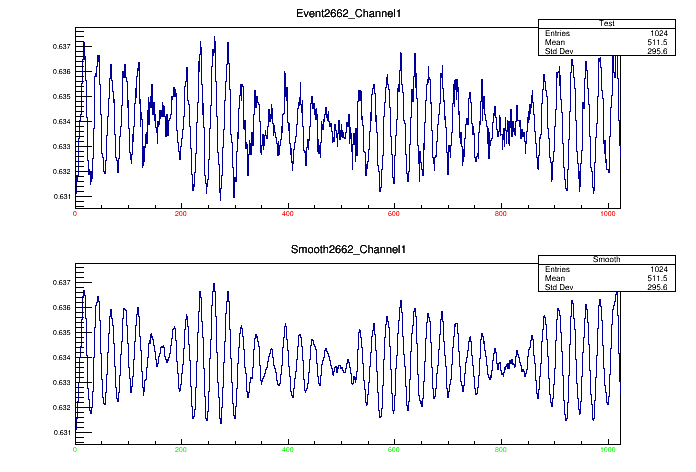 Event2662_Channel1
Test
Entries 1024
Mean 511.5
Std Dev 295.6
0.637
0.636
0.635
0.634
0.633
0.632
0.631
0 200 400 600 800 1000
Smooth2662_Channel1
Smooth
Entries 1024
Mean 511.5
Std Dev 295.6
0.637
0.636
0.635
0.634
0.633
0.632
0.631
0 200 400 600 800 1000